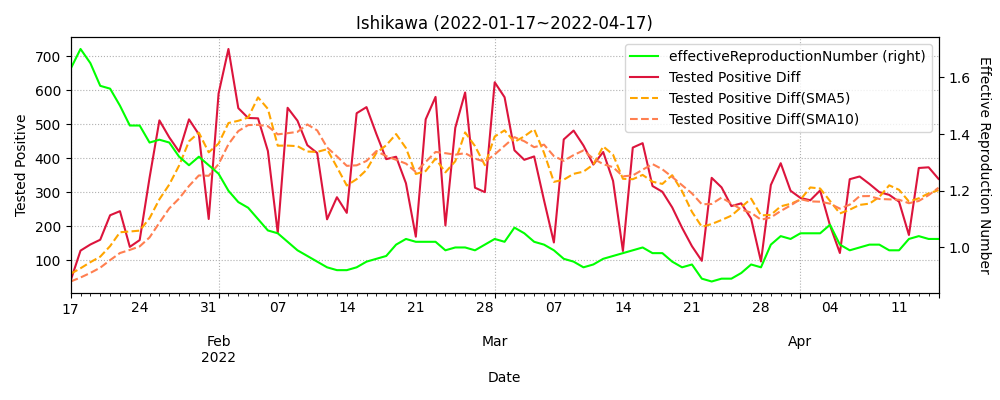 Ishikawa (2022-01-17~2022-04-17)
effectiveReproductionNumber (right)
Tested Positive Diff
Tested Positive Diff(SMA5)
Tested Positive Diff(SMA10)
Tested Positive
700
600
500
400
300
200
100
1.6
1.4
1.2
1.0
Effective Reproduction Number
17 24 31 07 14 21 28 07 14 21 28 04 11
Feb Mar Apr
2022
Date